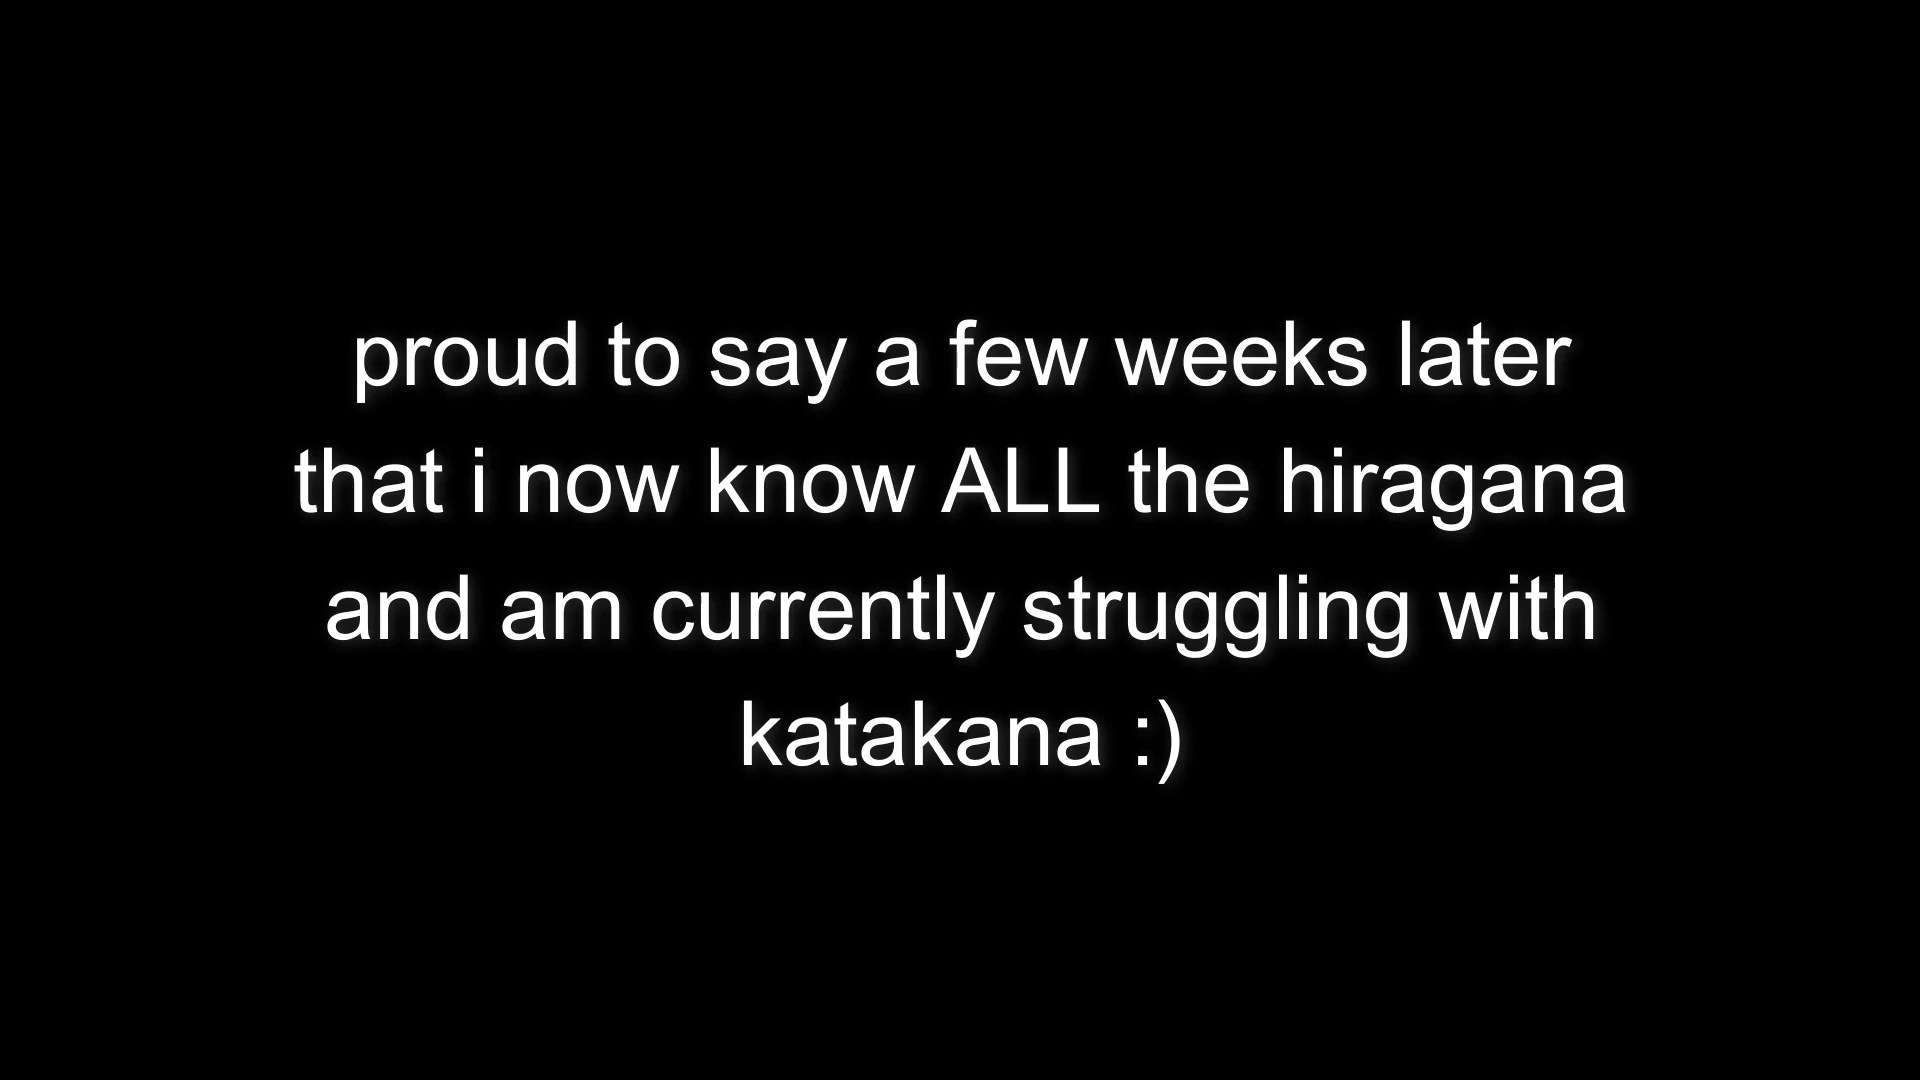 proud to say a few weeks later
that i now know ALL the hiragana
and am currently struggling with
katakana :)